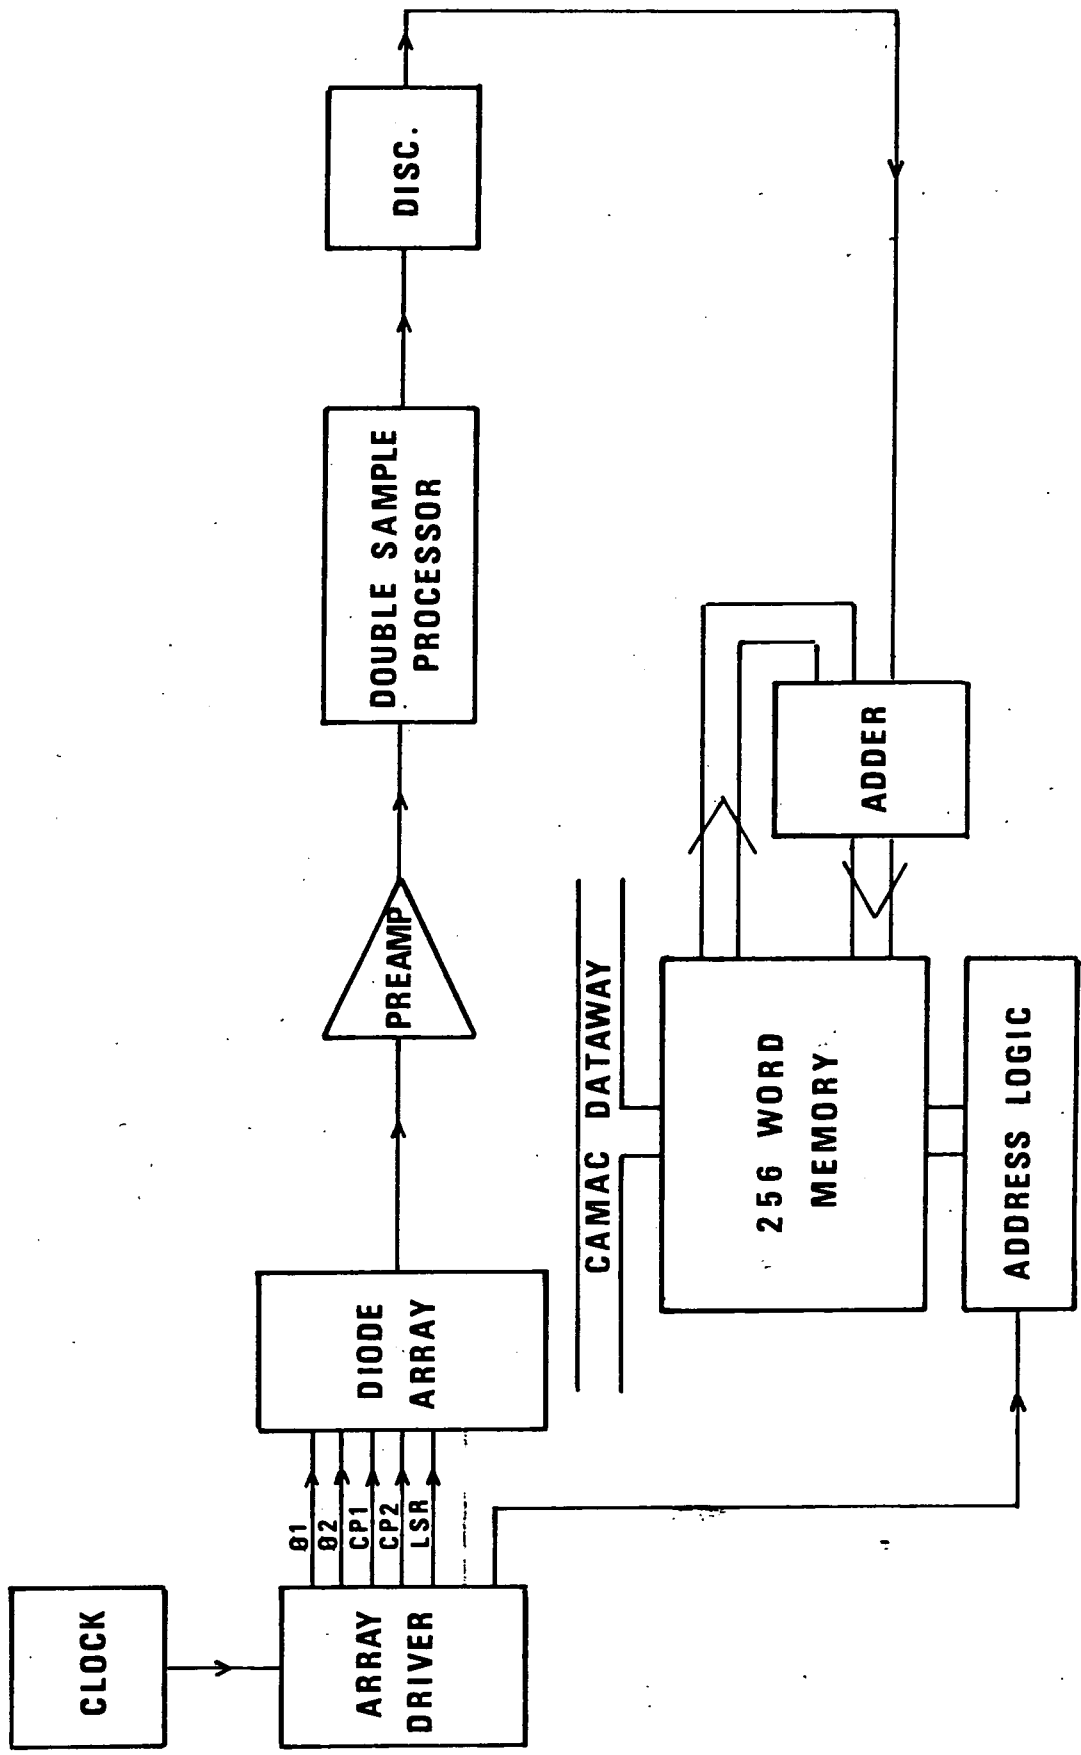 CLOCK
ARRAY
DRIVER
Ø1
Ø2
CP1
CP2
LSR
DIODE
ARRAY
PREAMP
DOUBLE SAMPLE
PROCESSOR
DISC.
CAMAC DATAWAY
256 WORD
MEMORY
ADDER
ADDRESS LOGIC